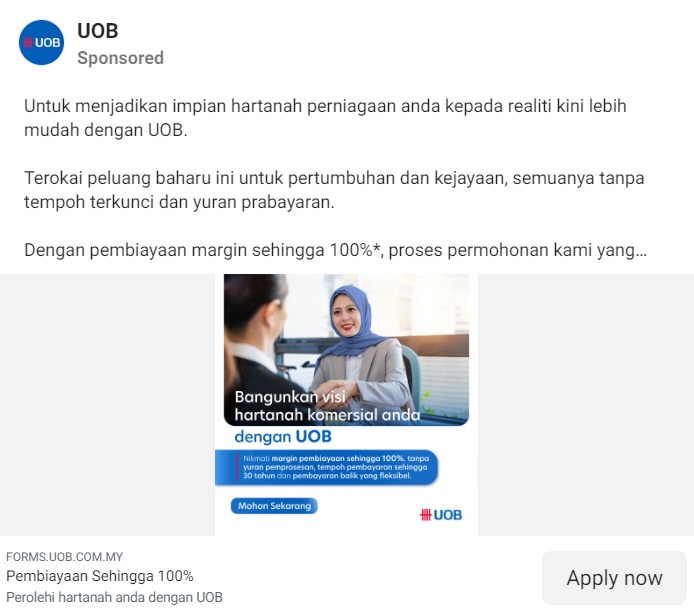 UOB
UOB
Sponsored
Untuk menjadikan impian hartanah perniagaan anda kepada realiti kini lebih
mudah dengan UOB.
Terokai peluang baharu ini untuk pertumbuhan dan kejayaan, semuanya tanpa
tempoh terkunci dan yuran prabayaran.
Dengan pembiayaan margin sehingga 100%*, proses permohonan kami yang...
Bangunkan visi
hartanah komersial anda
dengan UOB
Nikmati margin pembiayaan sehingga 100%, tanpa
yuran pemprosesan, tempoh pembayaran sehingga
30 tahun dan pembayaran balik yang fleksibel.
Mohon Sekarang
UOB
FORMS.UOB.COM.MY
Pembiayaan Sehingga 100%
Perolehi hartanah anda dengan UOB
Apply now